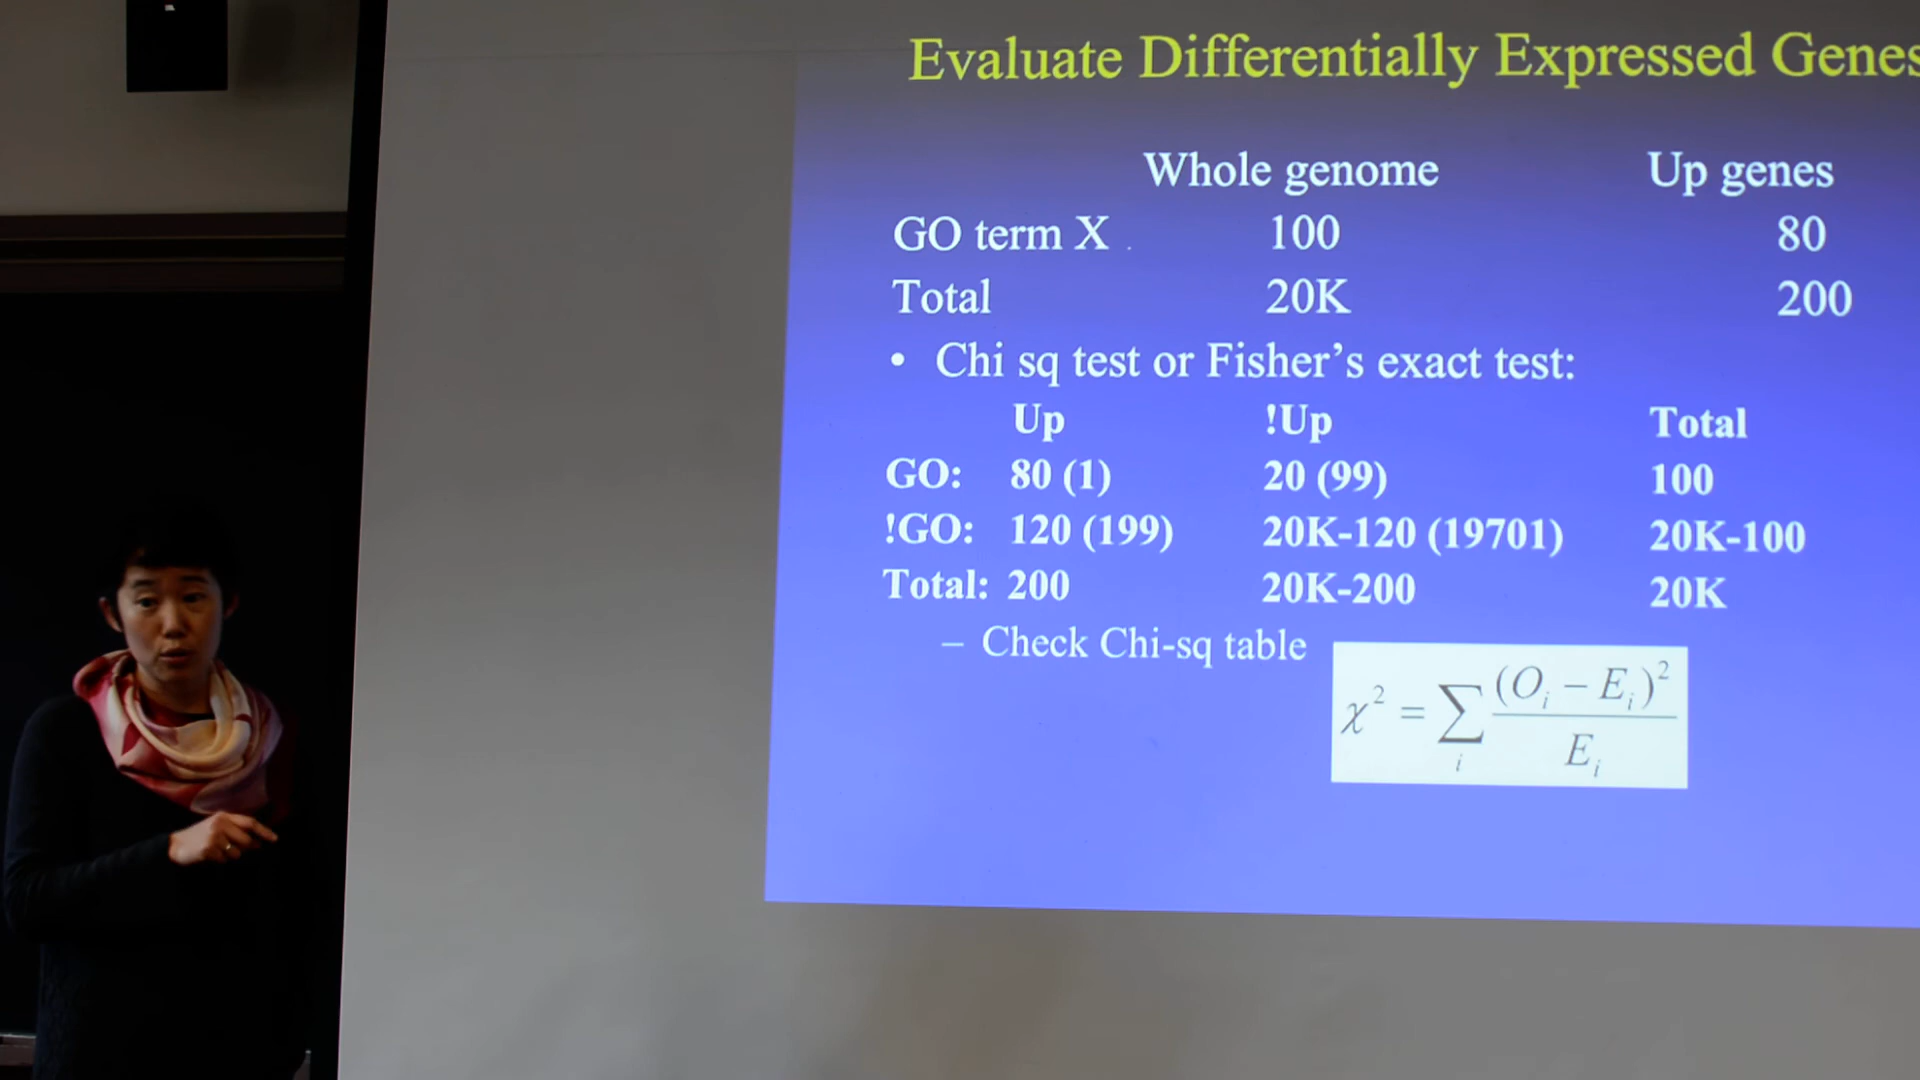 Evaluate Differentially Expressed Genes
Whole genome Up genes
GO term X 100 80
Total 20K 200
• Chi sq test or Fisher's exact test:
Up !Up Total
GO: 80 (1) 20 (99) 100
!GO: 120 (199) 20K-120 (19701) 20K-100
Total: 200 20K-200 20K
– Check Chi-sq table
χ² = ∑ᵢ (Oᵢ − Eᵢ)² / Eᵢ